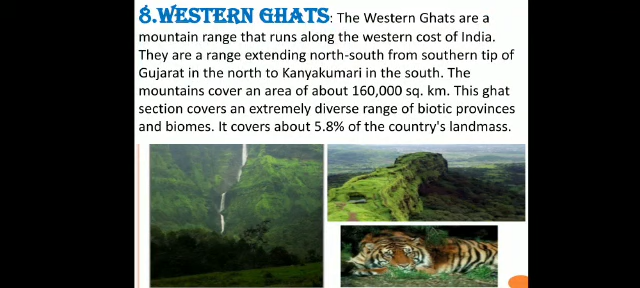 8.WESTERN GHATS: The Western Ghats are a
mountain range that runs along the western cost of India.
They are a range extending north-south from southern tip of
Gujarat in the north to Kanyakumari in the south. The
mountains cover an area of about 160,000 sq. km. This ghat
section covers an extremely diverse range of biotic provinces
and biomes. It covers about 5.8% of the country's landmass.